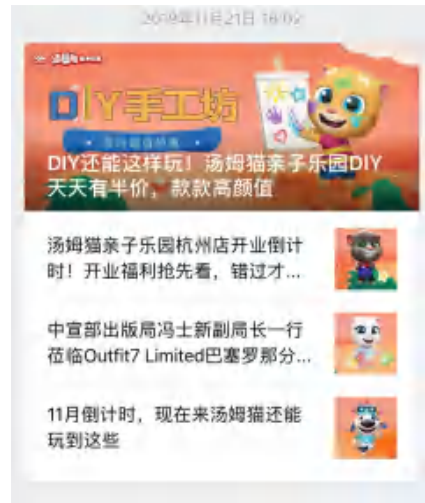 2019年11月21日 18:02
DIY手工坊
DIY还能这样玩！汤姆猫亲子乐园DIY
天天有半价，款款高颜值
汤姆猫亲子乐园杭州店开业倒计
时！开业福利抢先看，错过才...
中宣部出版局冯士新副局长一行
莅临Outfit7 Limited巴塞罗那分...
11月倒计时，现在来汤姆猫还能
玩到这些